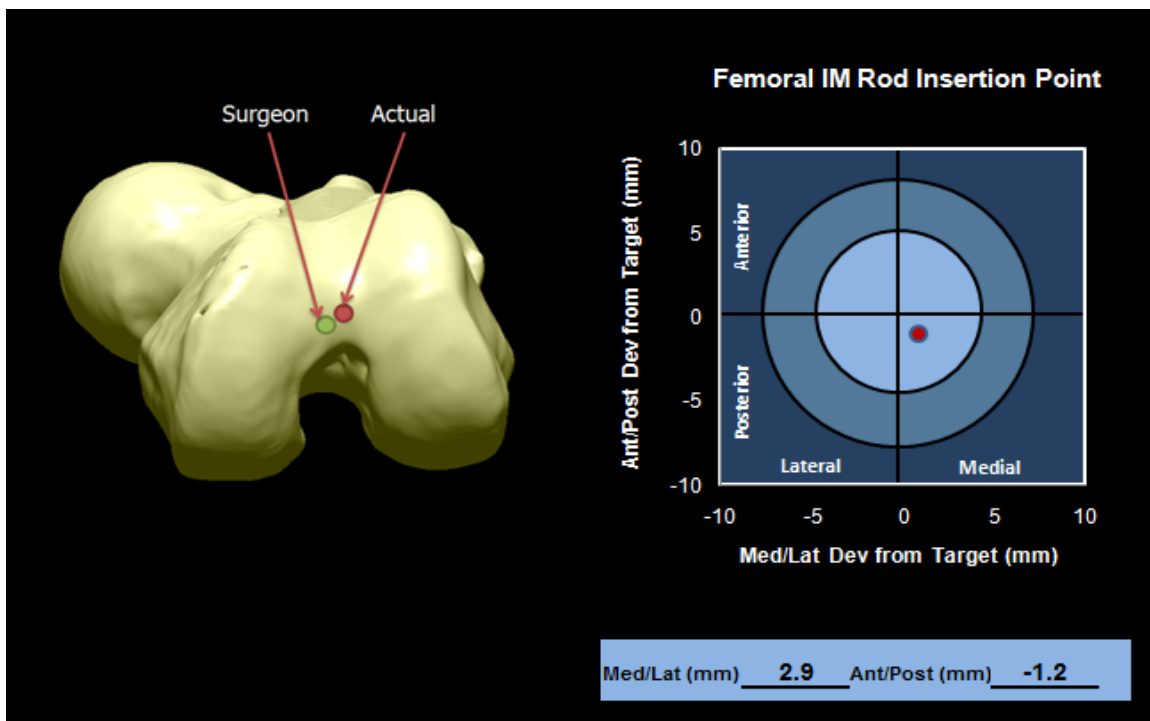 Surgeon Actual
Femoral IM Rod Insertion Point
Ant/Post Dev from Target (mm)
10
5
0
-5
-10
Anterior
Posterior
Lateral Medial
-10 -5 0 5 10
Med/Lat Dev from Target (mm)
Med/Lat (mm) 2.9 Ant/Post (mm) -1.2